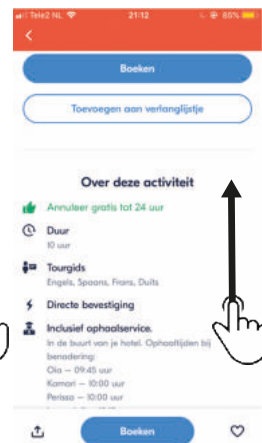 Tele2 NL 21:12 85%
Boeken
Toevoegen aan verlanglijstje
Over deze activiteit
Annuleer gratis tot 24 uur
Duur
10 uur
Tourgids
Engels, Spaans, Frans, Duits
Directe bevestiging
Inclusief ophaalservice.
In de buurt van je hotel. Ophaaltijden bij
benadering:
Oia – 09:45 uur
Kamari – 10:00 uur
Perissa – 10:00 uur
Boeken